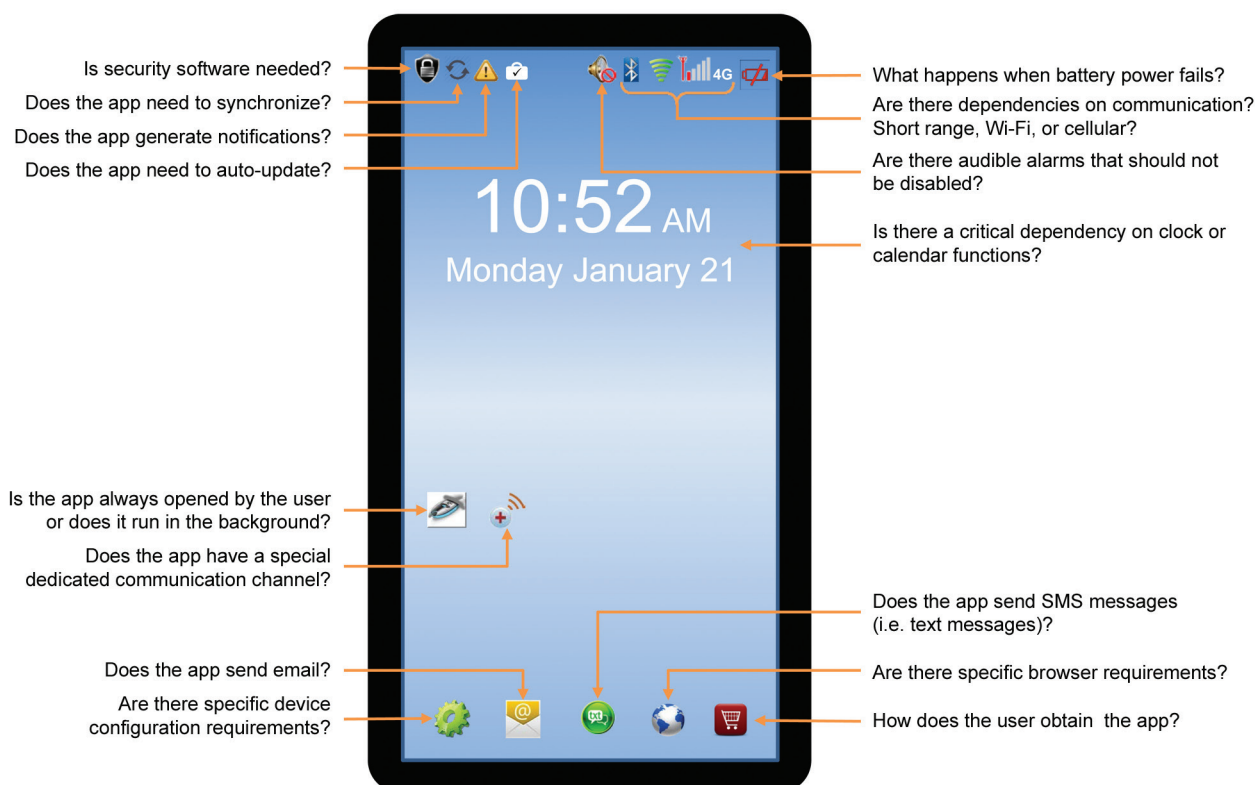 Is security software needed?
Does the app need to synchronize?
Does the app generate notifications?
Does the app need to auto-update?
4G
What happens when battery power fails?
Are there dependencies on communication?
Short range, Wi-Fi, or cellular?
Are there audible alarms that should not
be disabled?
10:52 AM
Monday January 21
Is there a critical dependency on clock or
calendar functions?
Is the app always opened by the user
or does it run in the background?
Does the app have a special
dedicated communication channel?
Does the app send SMS messages
(i.e. text messages)?
Does the app send email?
Are there specific browser requirements?
Are there specific device
configuration requirements?
@
txt
How does the user obtain the app?